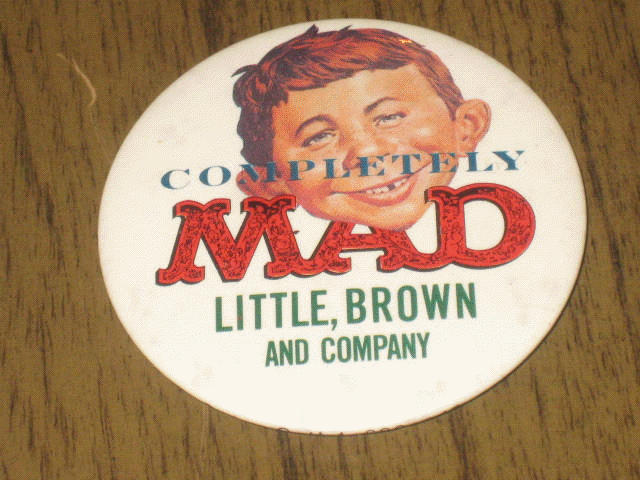 COMPLETELY
MAD
LITTLE, BROWN
AND COMPANY